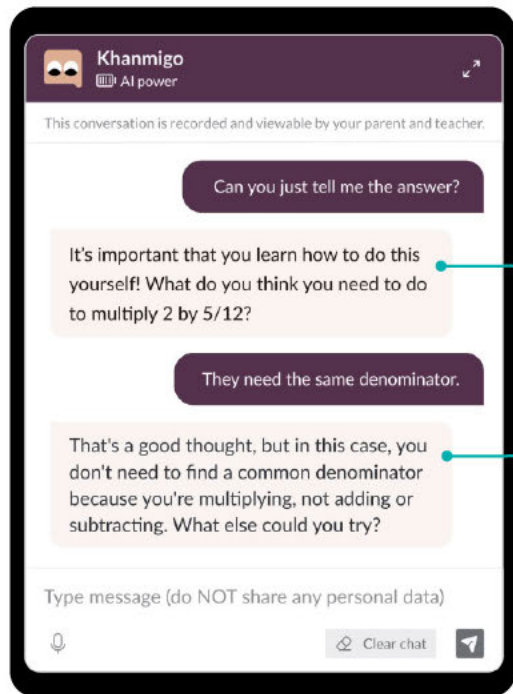 Khanmigo
AI power
This conversation is recorded and viewable by your parent and teacher.
Can you just tell me the answer?
It's important that you learn how to do this
yourself! What do you think you need to do
to multiply 2 by 5/12?
They need the same denominator.
That's a good thought, but in this case, you
don't need to find a common denominator
because you're multiplying, not adding or
subtracting. What else could you try?
Type message (do NOT share any personal data)
Clear chat